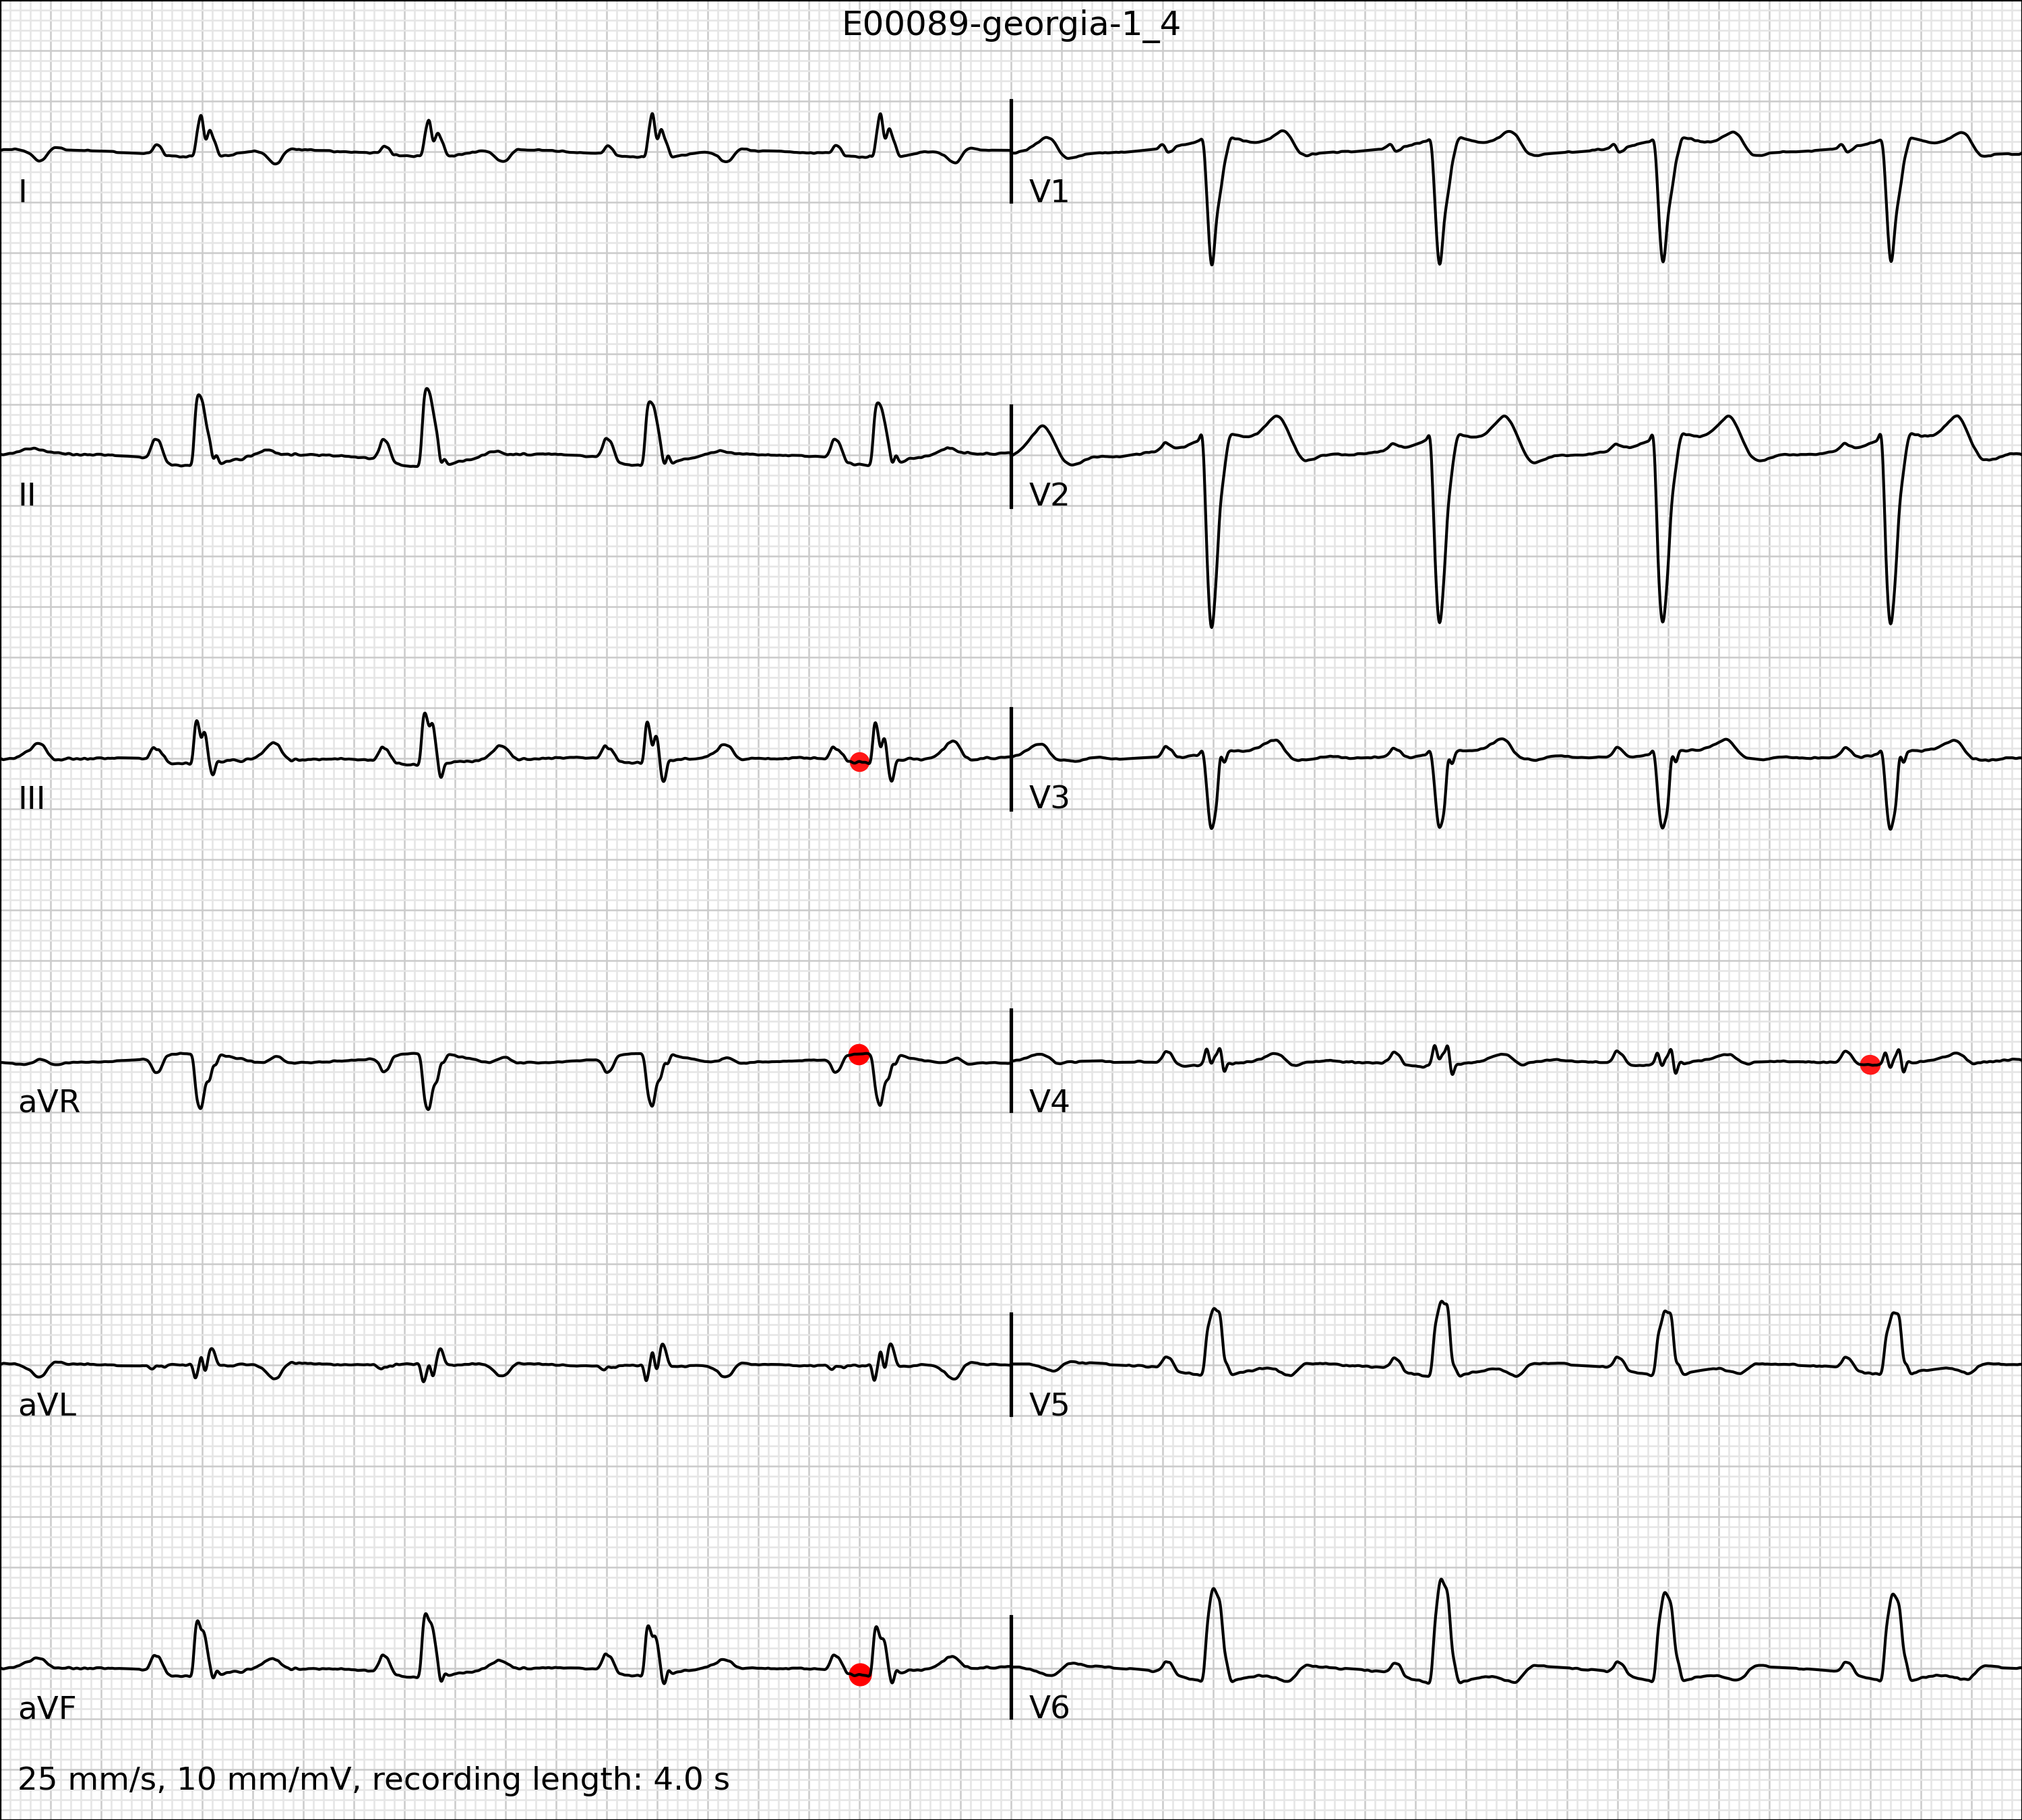 E00089-georgia-1_4
I
V1
II
V2
III
V3
aVR
V4
aVL
V5
aVF
V6
25 mm/s, 10 mm/mV, recording length: 4.0 s